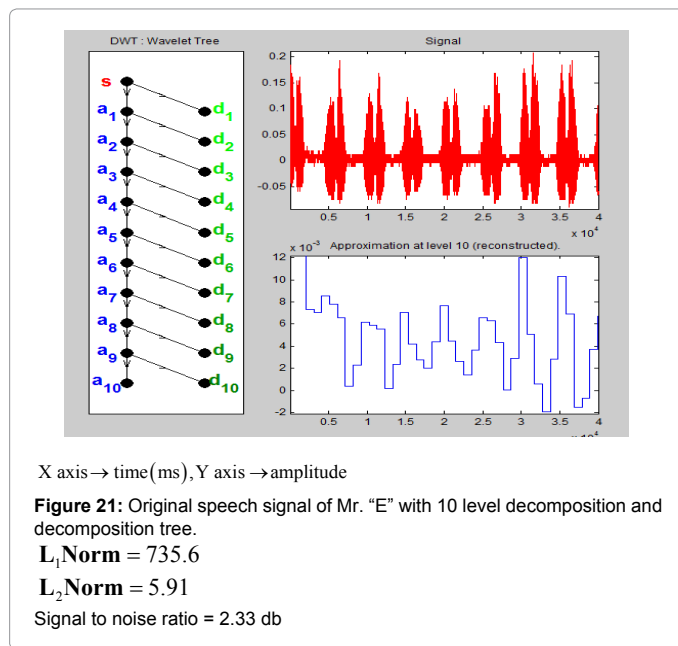 DWT : Wavelet Tree
s
a1 d1
a2 d2
a3 d3
a4 d4
a5 d5
a6 d6
a7 d7
a8 d8
a9 d9
a10 d10
Signal
0.2
0.15
0.1
0.05
0
-0.05
0.5 1 1.5 2 2.5 3 3.5 4
x 10^4
x 10^-3
Approximation at level 10 (reconstructed).
12
10
8
6
4
2
0
-2
0.5 1 1.5 2 2.5 3 3.5 4
x 10^4
X axis → time(ms), Y axis → amplitude
Figure 21: Original speech signal of Mr. “E” with 10 level decomposition and
decomposition tree.
L1Norm = 735.6
L2Norm = 5.91
Signal to noise ratio = 2.33 db